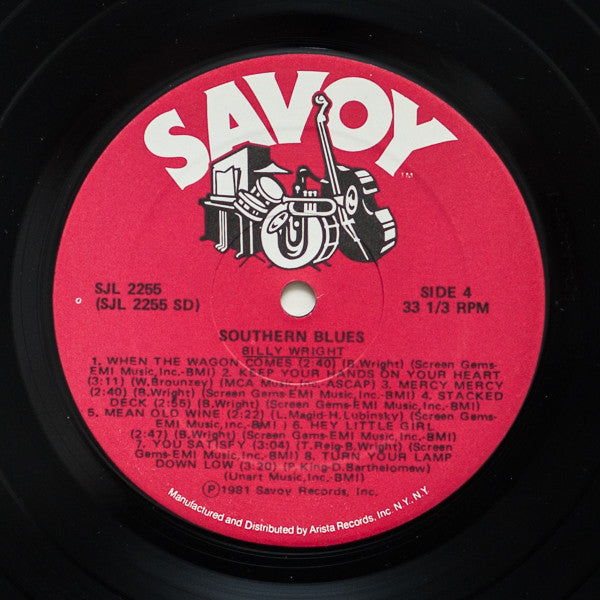 SAVOY
TM
SJL 2255
(SJL 2255 SD)
SIDE 4
33 1/3 RPM
SOUTHERN BLUES
BILLY WRIGHT
1. WHEN THE WAGON COMES (2:40) (B.Wright) (Screen Gems-
EMI Music,Inc.-BMI) 2. KEEP YOUR HANDS ON YOUR HEART
(3:11) (W.Brounzey) (MCA Music,Inc.-ASCAP) 3. MERCY MERCY
(2:40) (B.Wright) (Screen Gems-EMI Music,Inc.-BMI) 4. STACKED
DECK (2:55) (B.Wright) (Screen Gems-EMI Music,Inc.-BMI)
5. MEAN OLD WINE (2:22) (L.Magid-H.Lubinsky) (Screen Gems-
EMI Music,Inc.-BMI) 6. HEY LITTLE GIRL
(2:47) (B.Wright) (Screen Gems-EMI Music,Inc.-BMI)
7. YOU SATISFY (3:04) (T.Reig-B.Wright) (Screen
Gems-EMI Music,Inc.-BMI) 8. TURN YOUR LAMP
DOWN LOW (3:20) (P.King-D.Bartholomew)
(Unart Music,Inc.-BMI)
Ⓟ1981 Savoy Records, Inc.
Manufactured and Distributed by Arista Records, Inc. N.Y. N.Y